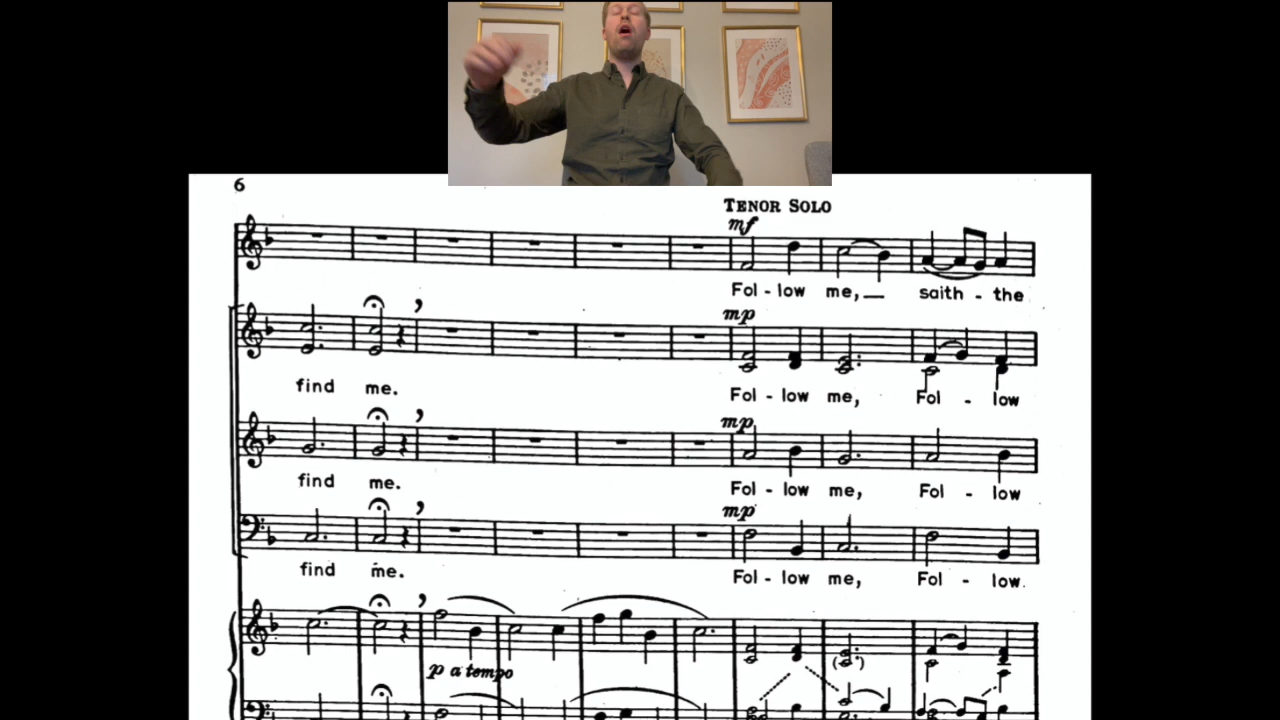 6
TENOR SOLO
mf
Fol - low me, saith - the
mp
find me. Fol - low me, Fol - low
mp
find me. Fol - low me, Fol - low
mp
find me. Fol - low me, Fol - low
p a tempo